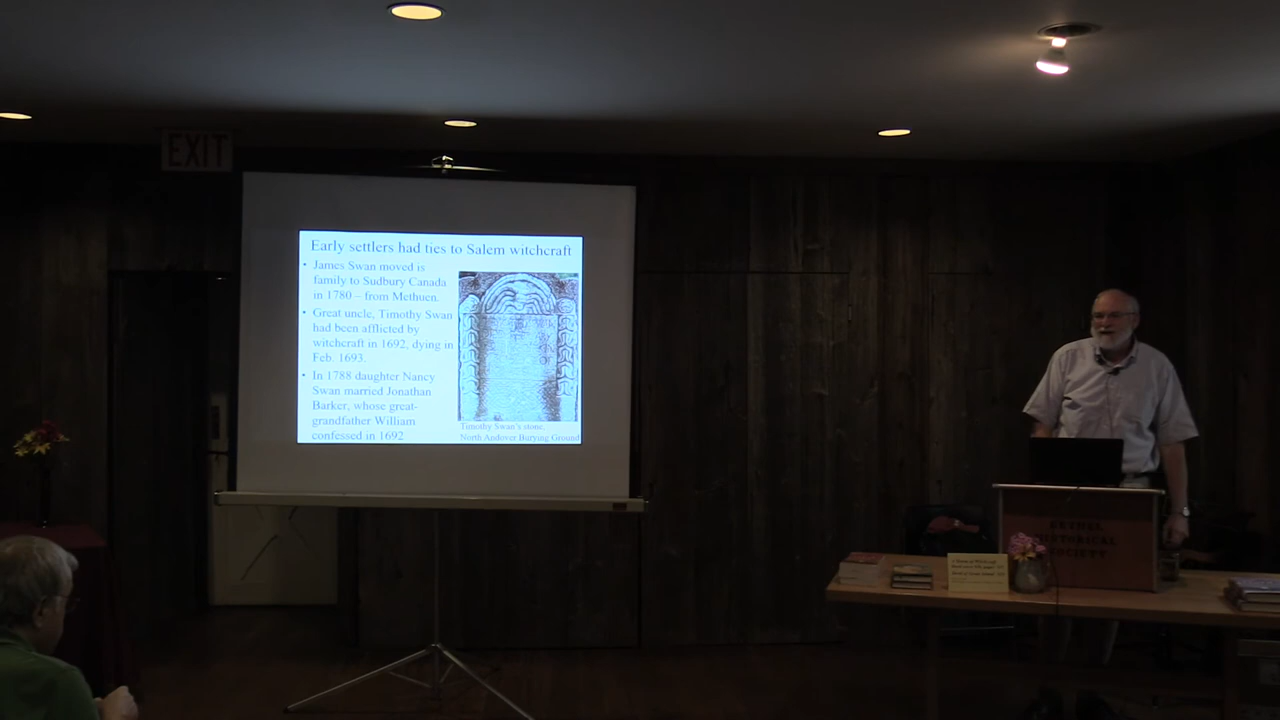 EXIT
Early settlers had ties to Salem witchcraft
• James Swan moved is
family to Sudbury Canada
in 1780 – from Methuen.
• Great uncle, Timothy Swan
had been afflicted by
witchcraft in 1692, dying in
Feb. 1693.
• In 1788 daughter Nancy
Swan married Jonathan
Barker, whose great-
grandfather William
confessed in 1692
Timothy Swan's stone,
North Andover Burying Ground
BETHEL
HISTORICAL
SOCIETY